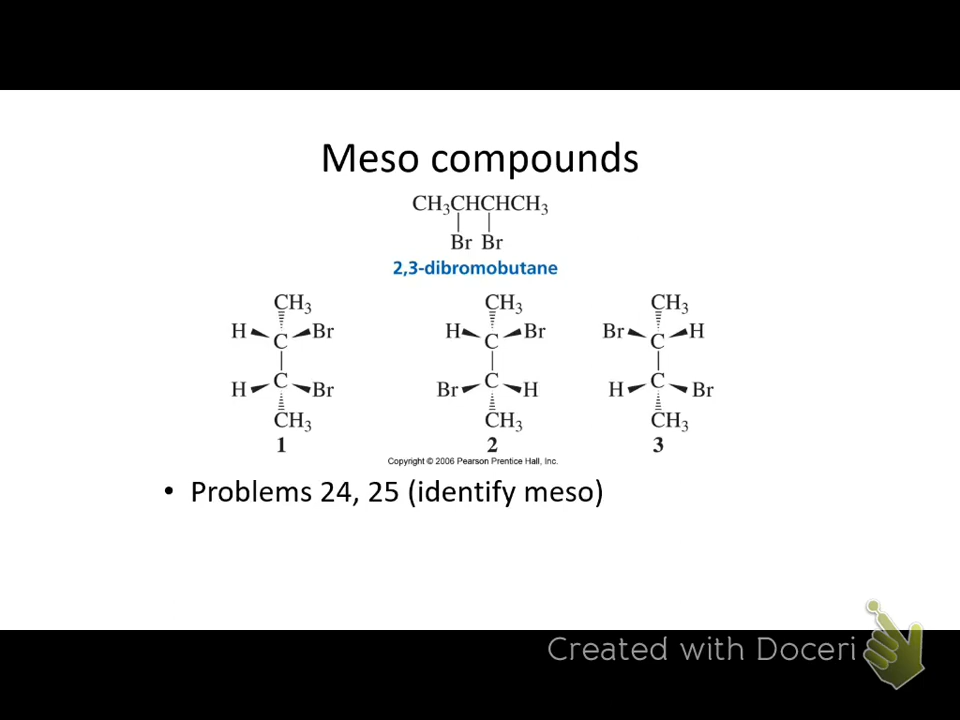 Meso compounds
CH₃CHCHCH₃
Br Br
2,3-dibromobutane
CH₃ CH₃ CH₃
H C Br H C Br Br C H
H C Br Br C H H C Br
CH₃ CH₃ CH₃
1 2 3
Copyright © 2006 Pearson Prentice Hall, Inc.
• Problems 24, 25 (identify meso)
Created with Doceri